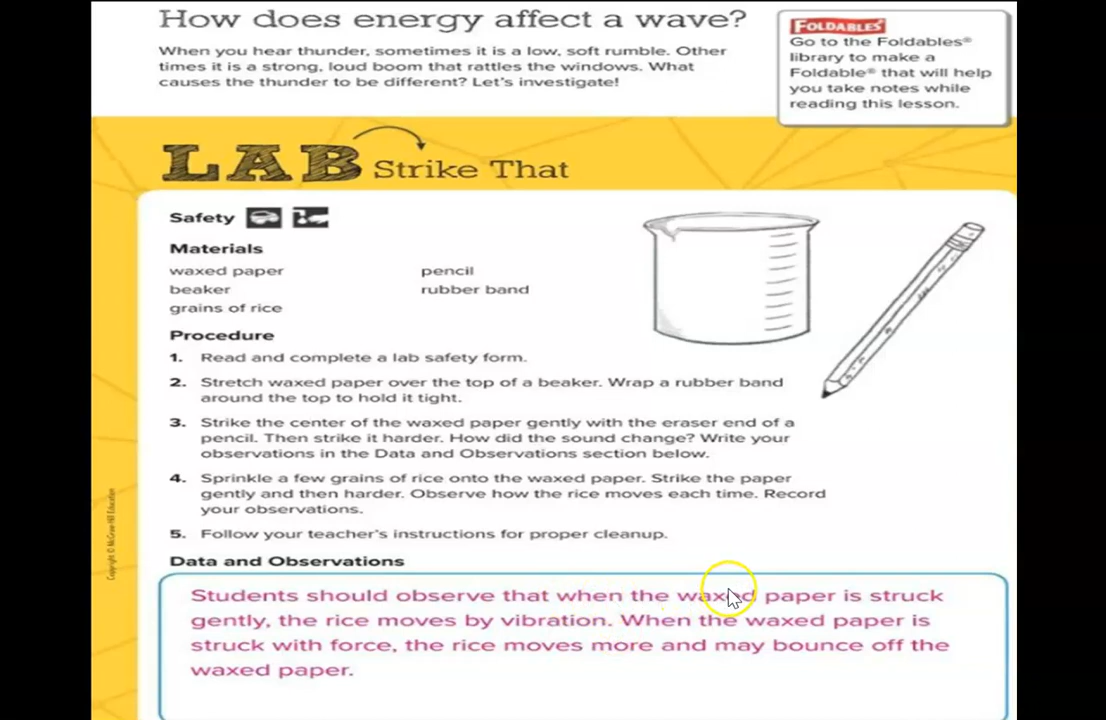 How does energy affect a wave?
When you hear thunder, sometimes it is a low, soft rumble. Other
times it is a strong, loud boom that rattles the windows. What
causes the thunder to be different? Let's investigate!
FOLDABLES®
Go to the Foldables®
library to make a
Foldable® that will help
you take notes while
reading this lesson.
LAB Strike That
Safety
Materials
waxed paper
beaker
grains of rice
pencil
rubber band
Procedure
1. Read and complete a lab safety form.
2. Stretch waxed paper over the top of a beaker. Wrap a rubber band
around the top to hold it tight.
3. Strike the center of the waxed paper gently with the eraser end of a
pencil. Then strike it harder. How did the sound change? Write your
observations in the Data and Observations section below.
4. Sprinkle a few grains of rice onto the waxed paper. Strike the paper
gently and then harder. Observe how the rice moves each time. Record
your observations.
5. Follow your teacher's instructions for proper cleanup.
Data and Observations
Students should observe that when the waxed paper is struck
gently, the rice moves by vibration. When the waxed paper is
struck with force, the rice moves more and may bounce off the
waxed paper.
Copyright © McGraw-Hill Education